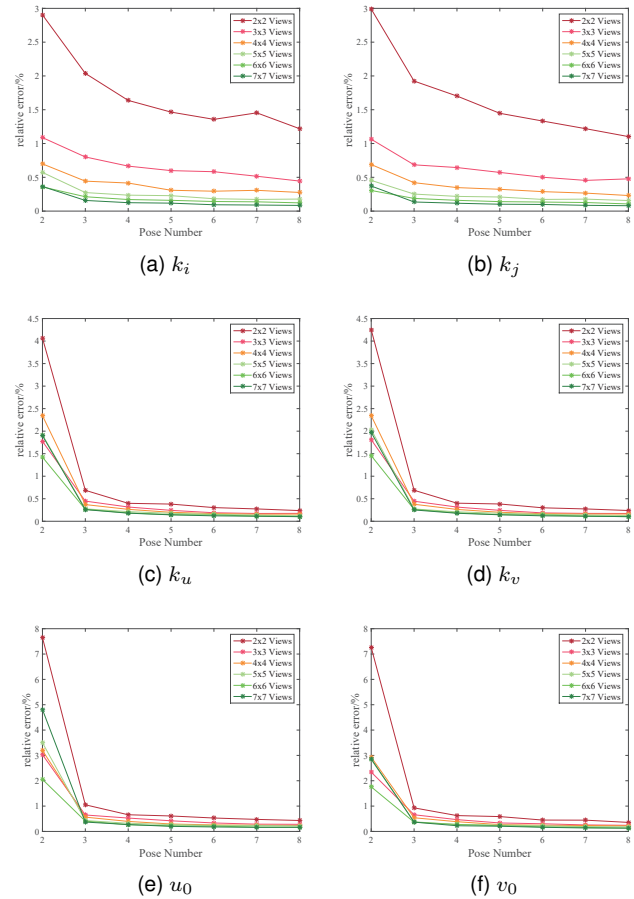 3
2.5
2
1.5
1
0.5
0
relative error/%
2 3 4 5 6 7 8
Pose Number
2x2 Views
3x3 Views
4x4 Views
5x5 Views
6x6 Views
7x7 Views
(a) k_i
3
2.5
2
1.5
1
0.5
0
relative error/%
2 3 4 5 6 7 8
Pose Number
2x2 Views
3x3 Views
4x4 Views
5x5 Views
6x6 Views
7x7 Views
(b) k_j
4.5
4
3.5
3
2.5
2
1.5
1
0.5
0
relative error/%
2 3 4 5 6 7 8
Pose Number
2x2 Views
3x3 Views
4x4 Views
5x5 Views
6x6 Views
7x7 Views
(c) k_u
4.5
4
3.5
3
2.5
2
1.5
1
0.5
0
relative error/%
2 3 4 5 6 7 8
Pose Number
2x2 Views
3x3 Views
4x4 Views
5x5 Views
6x6 Views
7x7 Views
(d) k_v
8
7
6
5
4
3
2
1
0
relative error/%
2 3 4 5 6 7 8
Pose Number
2x2 Views
3x3 Views
4x4 Views
5x5 Views
6x6 Views
7x7 Views
(e) u_0
8
7
6
5
4
3
2
1
0
relative error/%
2 3 4 5 6 7 8
Pose Number
2x2 Views
3x3 Views
4x4 Views
5x5 Views
6x6 Views
7x7 Views
(f) v_0